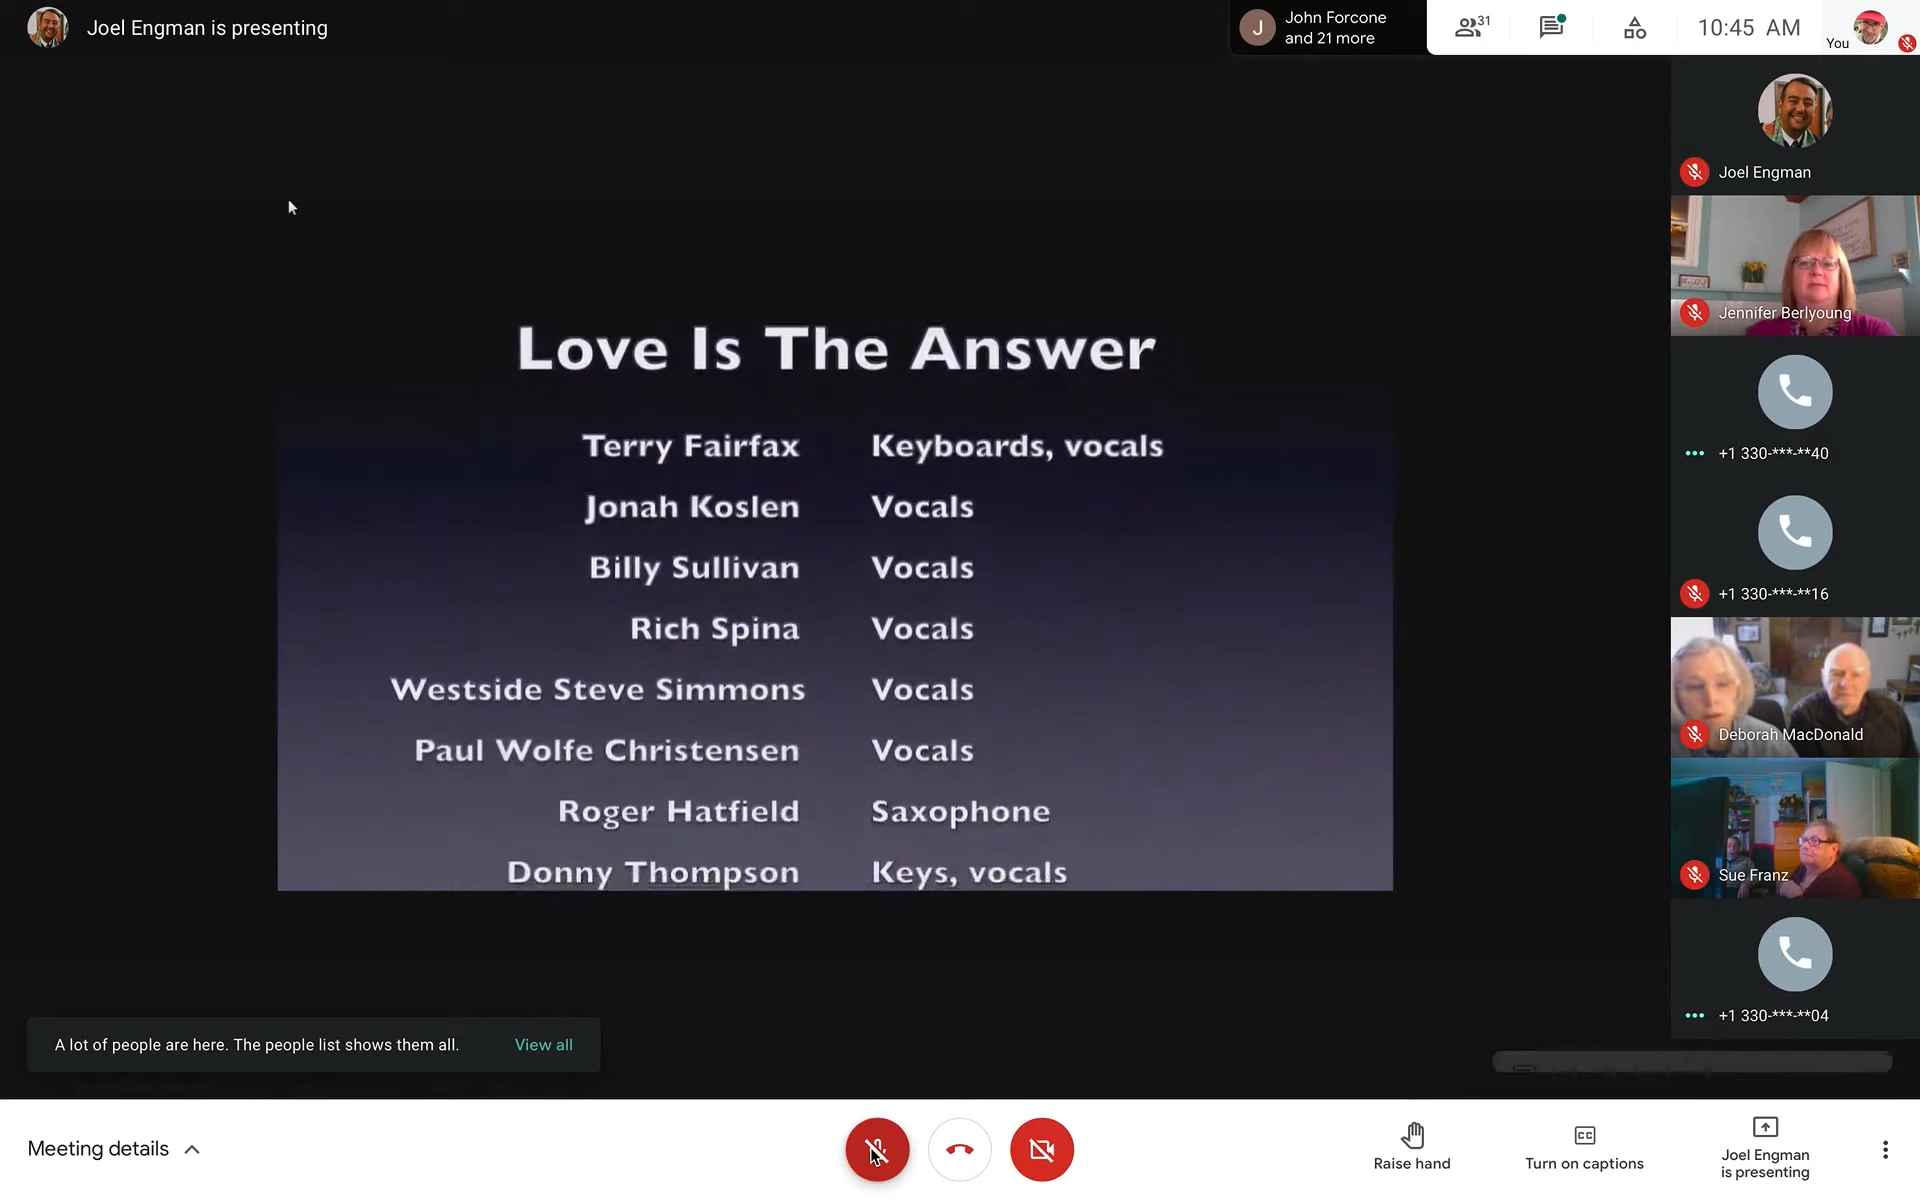 Joel Engman is presenting
J
John Forcone
and 21 more
31
10:45 AM
You
Joel Engman
Jennifer Berlyoung
+1 330-***-**40
+1 330-***-**16
Deborah MacDonald
Sue Franz
+1 330-***-**04
Love Is The Answer
Terry Fairfax Keyboards, vocals
Jonah Koslen Vocals
Billy Sullivan Vocals
Rich Spina Vocals
Westside Steve Simmons Vocals
Paul Wolfe Christensen Vocals
Roger Hatfield Saxophone
Donny Thompson Keys, vocals
A lot of people are here. The people list shows them all. View all
Meeting details
Raise hand
CC
Turn on captions
Joel Engman
is presenting